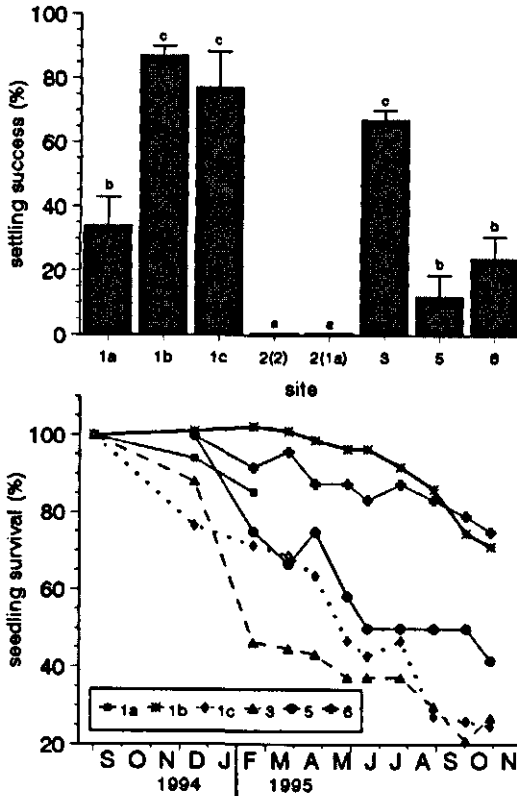 100
80
60
40
20
0
settling success (%)
b
c
c
a
a
c
b
b
1a 1b 1c 2(2) 2(1a) 3 5 6
site
100
80
60
40
20
seedling survival (%)
1a 1b 1c 3 5 6
S O N D J F M A M J J A S O N
1994 1995